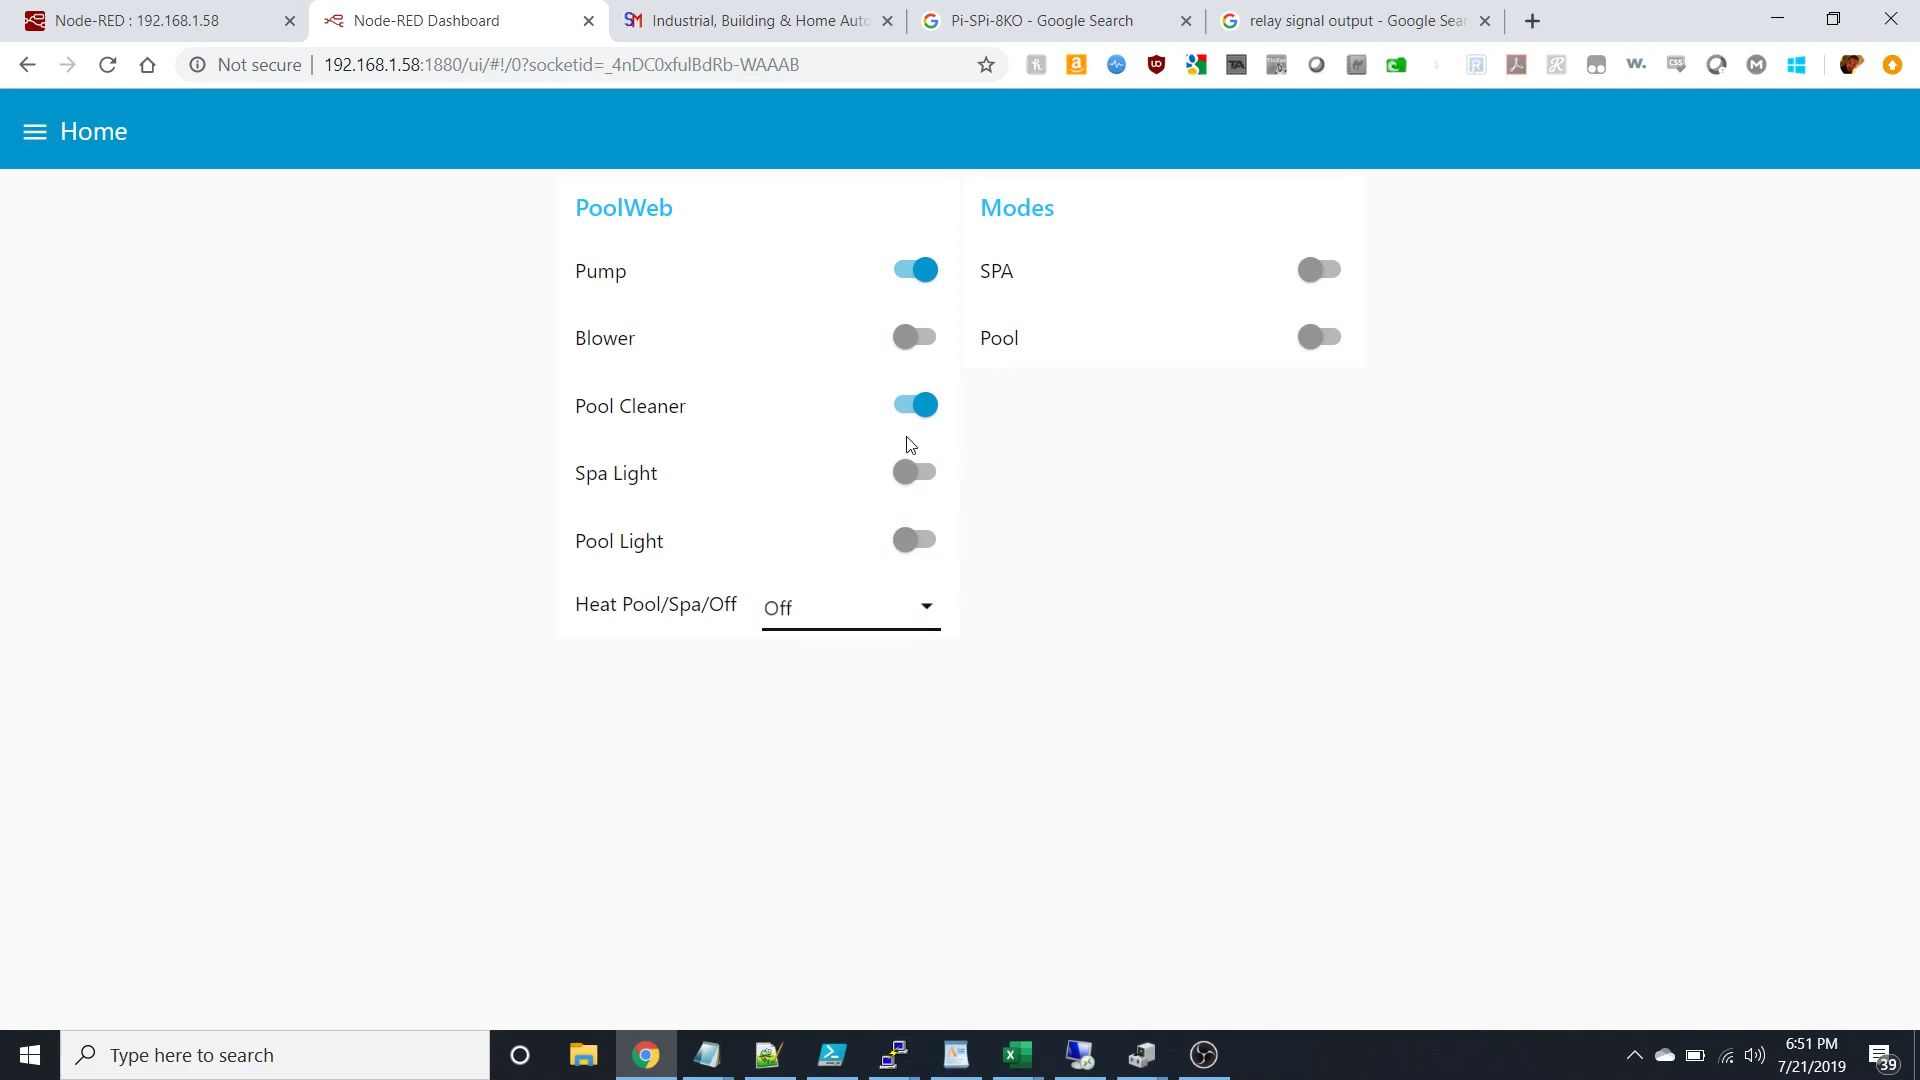 Node-RED : 192.168.1.58
Node-RED Dashboard
Industrial, Building & Home Auto
Pi-SPi-8KO - Google Search
relay signal output - Google Sear
Not secure | 192.168.1.58:1880/ui/#!/0?socketid=_4nDC0xfulBdRb-WAAAB
Home
PoolWeb
Pump
Blower
Pool Cleaner
Spa Light
Pool Light
Heat Pool/Spa/Off Off
Modes
SPA
Pool
Type here to search
6:51 PM
7/21/2019
39